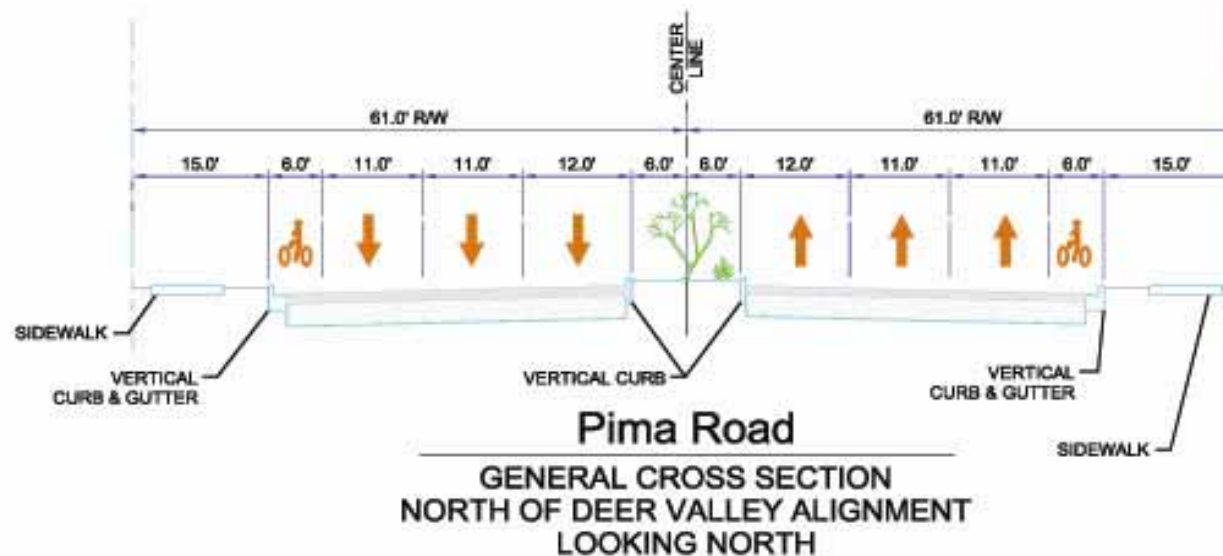 CENTER
LINE
61.0' R/W 61.0' R/W
15.0' 6.0' 11.0' 11.0' 12.0' 6.0' 6.0' 12.0' 11.0' 11.0' 6.0' 15.0'
SIDEWALK
VERTICAL
CURB & GUTTER
VERTICAL CURB
VERTICAL
CURB & GUTTER
SIDEWALK
Pima Road
GENERAL CROSS SECTION
NORTH OF DEER VALLEY ALIGNMENT
LOOKING NORTH